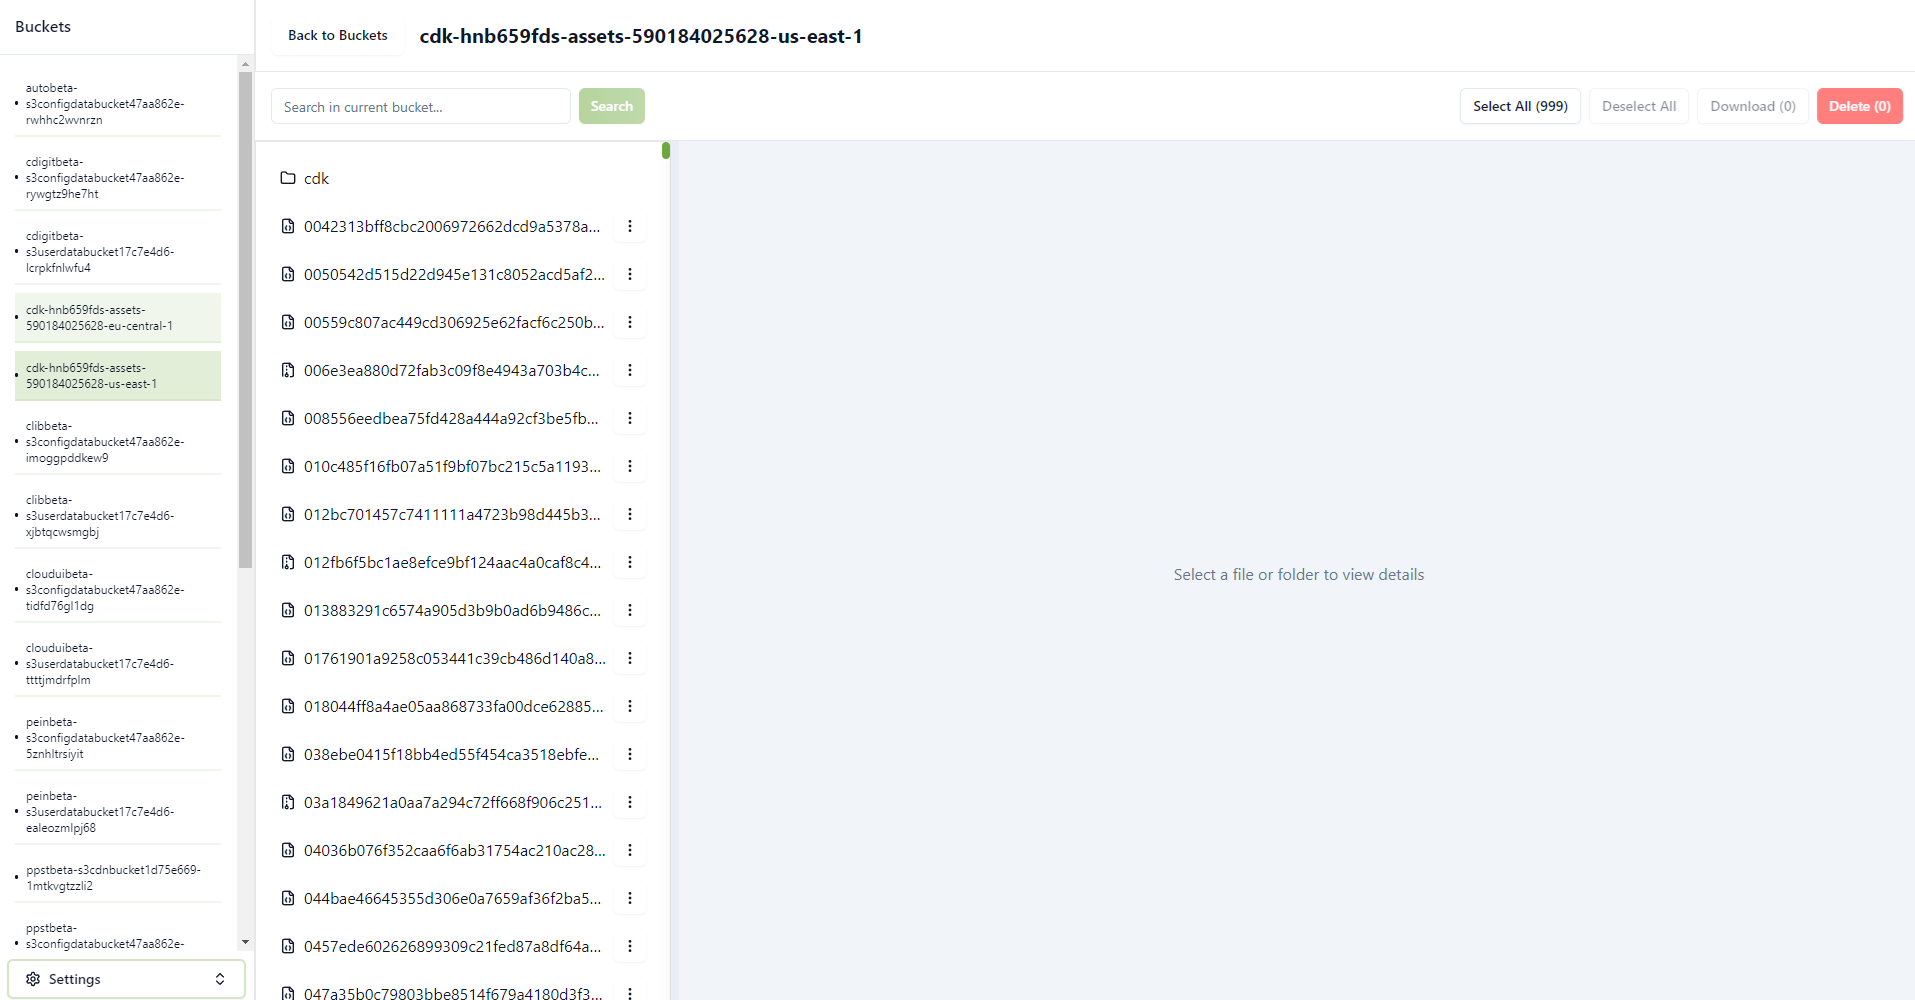 Buckets
autobeta-
s3configdatabucket47aa862e-
rwhhc2wvnrzn
cdigitbeta-
s3configdatabucket47aa862e-
rywgtz9he7ht
cdigitbeta-
s3userdatabucket17c7e4d6-
lcrpkfnlwfu4
cdk-hnb659fds-assets-
590184025628-eu-central-1
cdk-hnb659fds-assets-
590184025628-us-east-1
clibbeta-
s3configdatabucket47aa862e-
imoggpddkew9
clibbeta-
s3userdatabucket17c7e4d6-
xjbtqcwsmgbj
clouduibeta-
s3configdatabucket47aa862e-
tidfd76gl1dg
clouduibeta-
s3userdatabucket17c7e4d6-
ttttjmdrfplm
peinbeta-
s3configdatabucket47aa862e-
5znhltrsiyit
peinbeta-
s3userdatabucket17c7e4d6-
ealeozmlpj68
ppstbeta-s3cdnbucket1d75e669-
1mtkvgtzzli2
ppstbeta-
s3configdatabucket47aa862e-
Settings
Back to Buckets
cdk-hnb659fds-assets-590184025628-us-east-1
Search in current bucket...
Search
Select All (999)
Deselect All
Download (0)
Delete (0)
cdk
0042313bff8cbc2006972662dcd9a5378a...
0050542d515d22d945e131c8052acd5af2...
00559c807ac449cd306925e62facf6c250b...
006e3ea880d72fab3c09f8e4943a703b4c...
008556eedbea75fd428a444a92cf3be5fb...
010c485f16fb07a51f9bf07bc215c5a1193...
012bc701457c7411111a4723b98d445b3...
012fb6f5bc1ae8efce9bf124aac4a0caf8c4...
013883291c6574a905d3b9b0ad6b9486c...
01761901a9258c053441c39cb486d140a8...
018044ff8a4ae05aa868733fa00dce62885...
038ebe0415f18bb4ed55f454ca3518ebfe...
03a1849621a0aa7a294c72ff668f906c251...
04036b076f352caa6f6ab31754ac210ac28...
044bae46645355d306e0a7659af36f2ba5...
0457ede602626899309c21fed87a8df64a...
047a35b0c79803bbe8514f679a4180d3f3...
Select a file or folder to view details